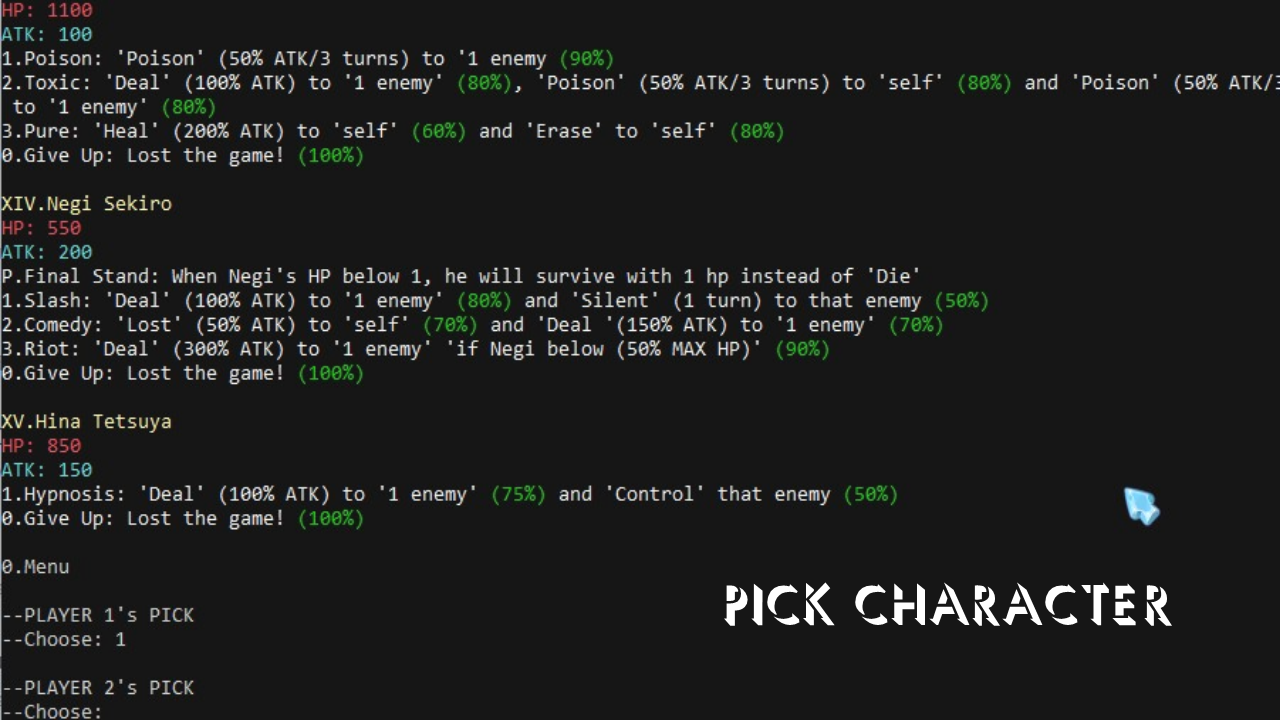 HP: 1100
ATK: 100
1.Poison: 'Poison' (50% ATK/3 turns) to '1 enemy (90%)
2.Toxic: 'Deal' (100% ATK) to '1 enemy' (80%), 'Poison' (50% ATK/3 turns) to 'self' (80%) and 'Poison' (50% ATK/3
to '1 enemy' (80%)
3.Pure: 'Heal' (200% ATK) to 'self' (60%) and 'Erase' to 'self' (80%)
0.Give Up: Lost the game! (100%)
XIV.Negi Sekiro
HP: 550
ATK: 200
P.Final Stand: When Negi's HP below 1, he will survive with 1 hp instead of 'Die'
1.Slash: 'Deal' (100% ATK) to '1 enemy' (80%) and 'Silent' (1 turn) to that enemy (50%)
2.Comedy: 'Lost' (50% ATK) to 'self' (70%) and 'Deal '(150% ATK) to '1 enemy' (70%)
3.Riot: 'Deal' (300% ATK) to '1 enemy' 'if Negi below (50% MAX HP)' (90%)
0.Give Up: Lost the game! (100%)
XV.Hina Tetsuya
HP: 850
ATK: 150
1.Hypnosis: 'Deal' (100% ATK) to '1 enemy' (75%) and 'Control' that enemy (50%)
0.Give Up: Lost the game! (100%)
0.Menu
PICK CHARACTER
--PLAYER 1's PICK
--Choose: 1
--PLAYER 2's PICK
--Choose: